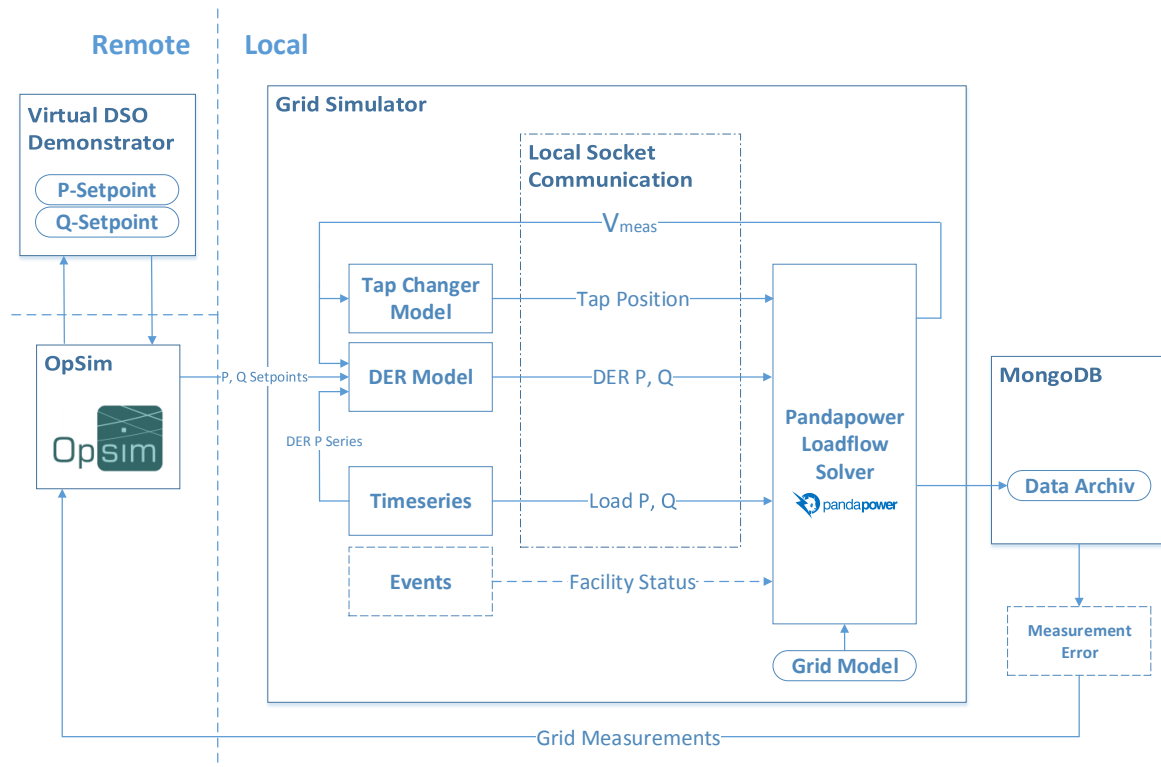 Remote
Local
Virtual DSO
Demonstrator
P-Setpoint
Q-Setpoint
OpSim
Opsim
Grid Simulator
Local Socket
Communication
Vmeas
Tap Changer
Model
Tap Position
P, Q Setpoints
DER Model
DER P, Q
DER P Series
Timeseries
Load P, Q
Events
Facility Status
Pandapower
Loadflow
Solver
pandapower
Grid Model
MongoDB
Data Archiv
Measurement
Error
Grid Measurements